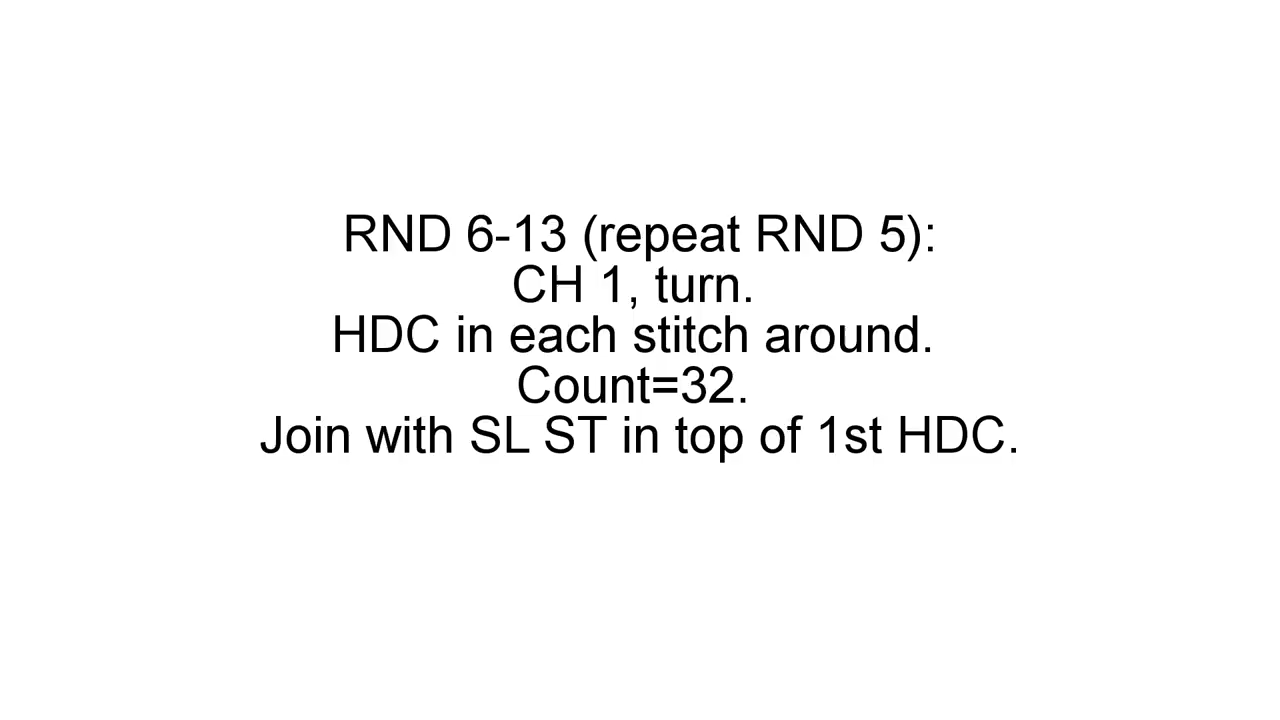 RND 6-13 (repeat RND 5):
CH 1, turn.
HDC in each stitch around.
Count=32.
Join with SL ST in top of 1st HDC.